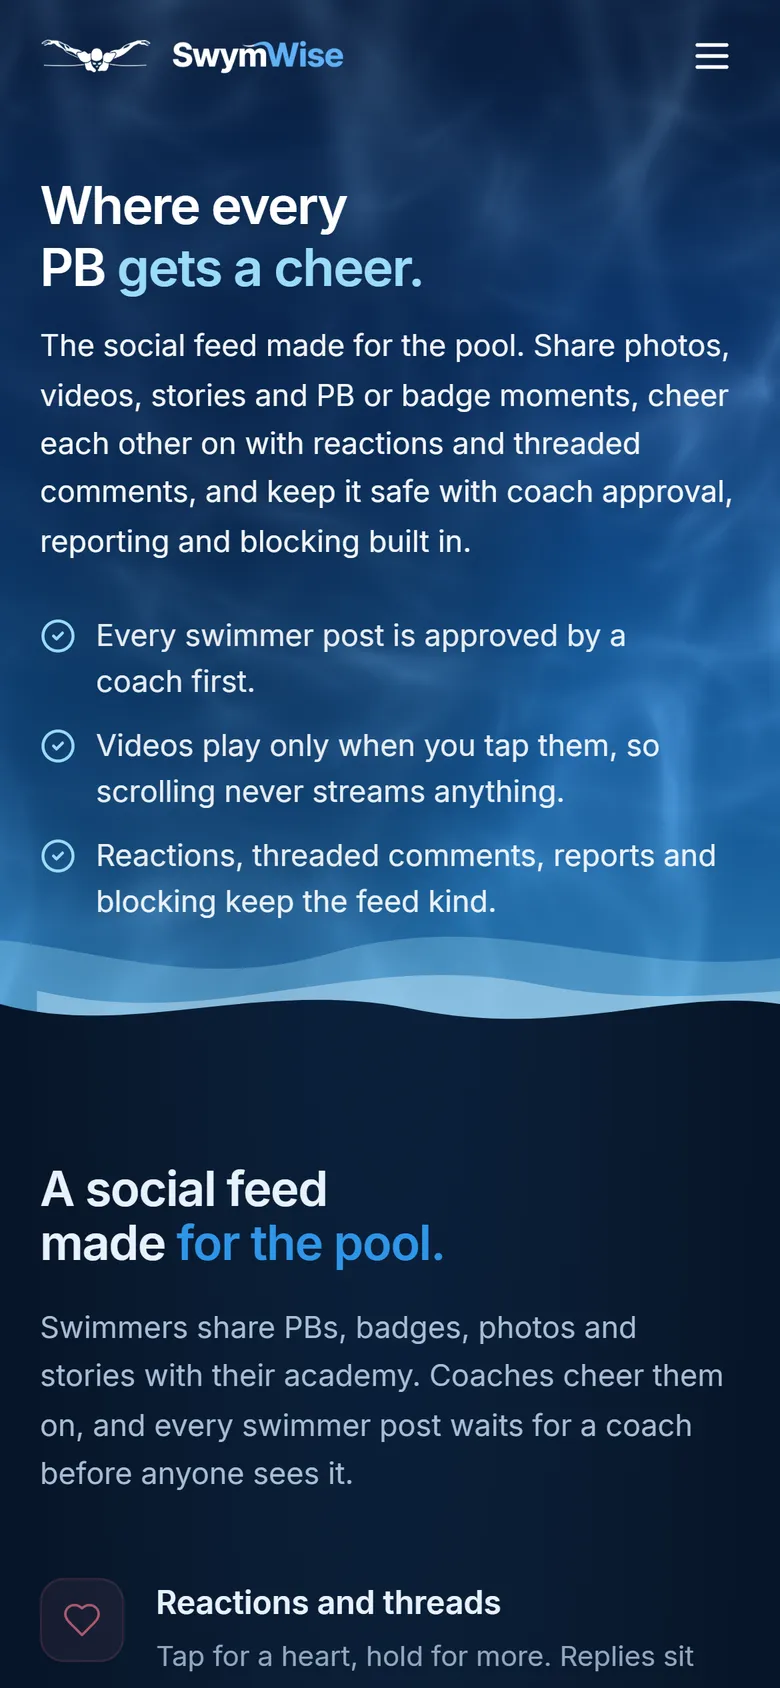 SwymWise
Where every
PB gets a cheer.
The social feed made for the pool. Share photos,
videos, stories and PB or badge moments, cheer
each other on with reactions and threaded
comments, and keep it safe with coach approval,
reporting and blocking built in.
Every swimmer post is approved by a
coach first.
Videos play only when you tap them, so
scrolling never streams anything.
Reactions, threaded comments, reports and
blocking keep the feed kind.
A social feed
made for the pool.
Swimmers share PBs, badges, photos and
stories with their academy. Coaches cheer them
on, and every swimmer post waits for a coach
before anyone sees it.
Reactions and threads
Tap for a heart, hold for more. Replies sit